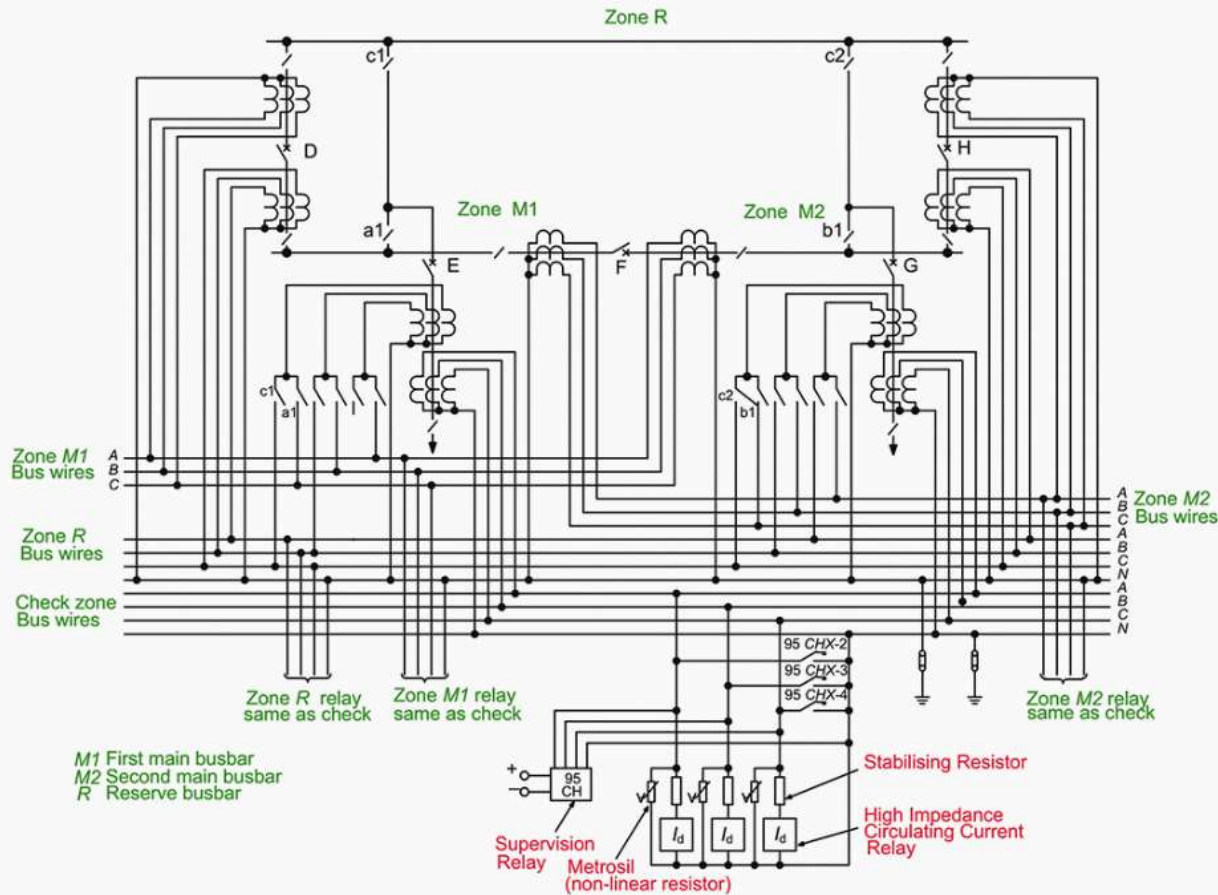 Zone R
c1
c2
D
H
Zone M1
Zone M2
a1
b1
E
F
G
c1
a1
c2
b1
Zone M1
Bus wires
A
B
C
A
B
C
Zone M2
Bus wires
Zone R
Bus wires
A
B
C
N
Check zone
Bus wires
A
B
C
N
95 CHX-2
95 CHX-3
95 CHX-4
Zone R relay
same as check
Zone M1 relay
same as check
Zone M2 relay
same as check
M1 First main busbar
M2 Second main busbar
R Reserve busbar
+
–
95
CH
Id
Id
Id
Stabilising Resistor
High Impedance
Circulating Current
Relay
Supervision
Relay
Metrosil
(non-linear resistor)